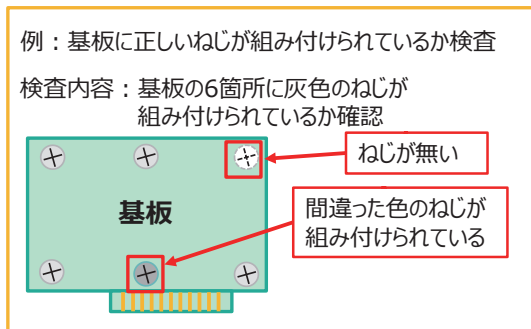 例：基板に正しいねじが組み付けられているか検査
検査内容：基板の6箇所に灰色のねじが
組み付けられているか確認
ねじが無い
基板
間違った色のねじが
組み付けられている